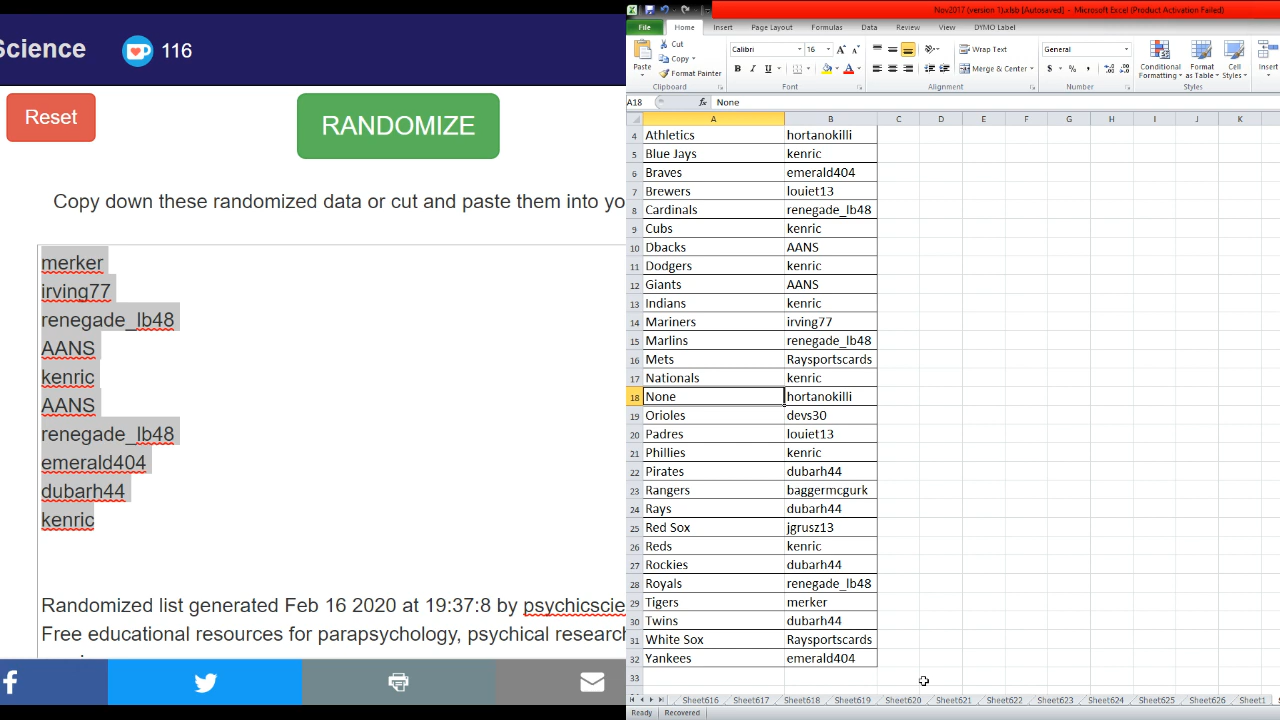 Science 116
Reset
RANDOMIZE
Copy down these randomized data or cut and paste them into yo
merker
irving77
renegade_lb48
AANS
kenric
AANS
renegade_lb48
emerald404
dubarh44
kenric
Randomized list generated Feb 16 2020 at 19:37:8 by psychicscie
Free educational resources for parapsychology, psychical research
Nov2017 (version 1).xlsb [Autosaved] - Microsoft Excel (Product Activation Failed)
File Home Insert Page Layout Formulas Data Review View DYMO Label
Paste
Cut
Copy
Format Painter
Clipboard
Calibri 16
B I U
Font
Wrap Text
Merge & Center
Alignment
General
$ % ,
Number
Conditional Formatting
Format as Table
Cell Styles
Styles
Insert
A18 fx None
A B C D E F G H I J K
4 Athletics hortanokilli
5 Blue Jays kenric
6 Braves emerald404
7 Brewers louiet13
8 Cardinals renegade_lb48
9 Cubs kenric
10 Dbacks AANS
11 Dodgers kenric
12 Giants AANS
13 Indians kenric
14 Mariners irving77
15 Marlins renegade_lb48
16 Mets Raysportscards
17 Nationals kenric
18 None hortanokilli
19 Orioles devs30
20 Padres louiet13
21 Phillies kenric
22 Pirates dubarh44
23 Rangers baggermcgurk
24 Rays dubarh44
25 Red Sox jgrusz13
26 Reds kenric
27 Rockies dubarh44
28 Royals renegade_lb48
29 Tigers merker
30 Twins dubarh44
31 White Sox Raysportscards
32 Yankees emerald404
33
Sheet616 Sheet617 Sheet618 Sheet619 Sheet620 Sheet621 Sheet622 Sheet623 Sheet624 Sheet625 Sheet626 Sheet1
Ready Recovered